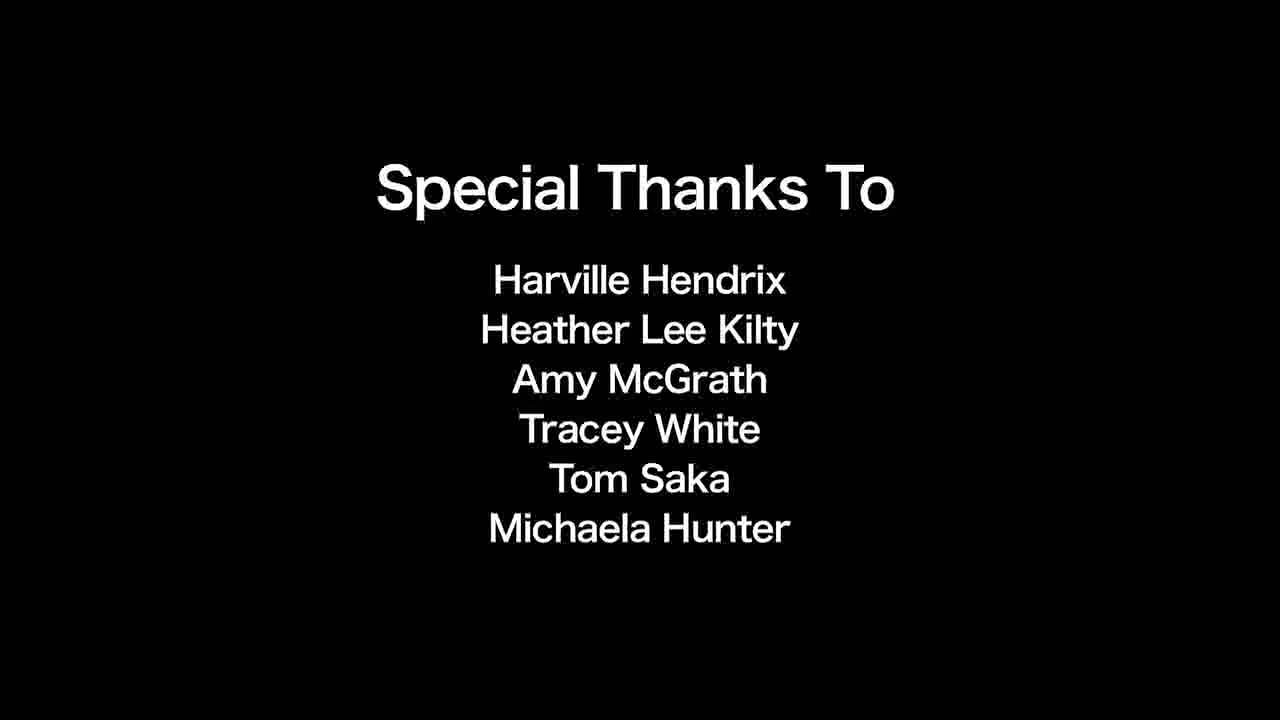 Special Thanks To
Harville Hendrix
Heather Lee Kilty
Amy McGrath
Tracey White
Tom Saka
Michaela Hunter